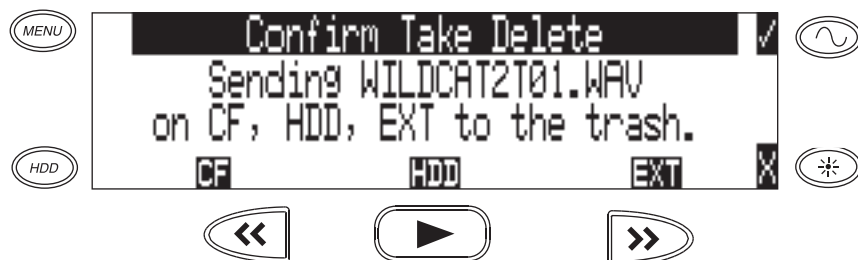 MENU
Confirm Take Delete
✓
Sending WILDCAT2T01.WAV
on CF, HDD, EXT to the trash.
HDD
CF HDD EXT X